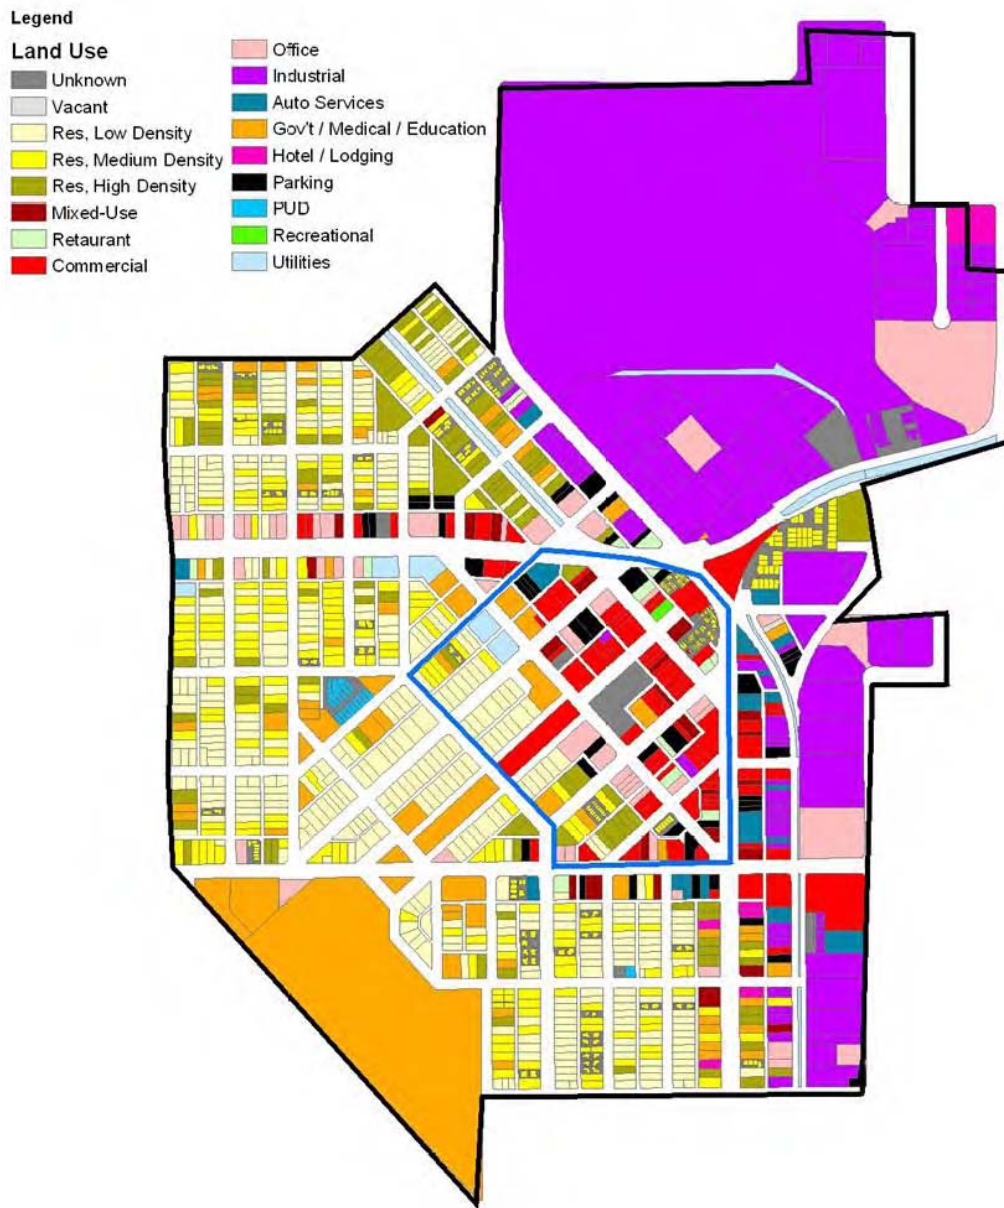 Legend
Land Use
Unknown
Vacant
Res, Low Density
Res, Medium Density
Res, High Density
Mixed-Use
Retaurant
Commercial
Office
Industrial
Auto Services
Gov't / Medical / Education
Hotel / Lodging
Parking
PUD
Recreational
Utilities